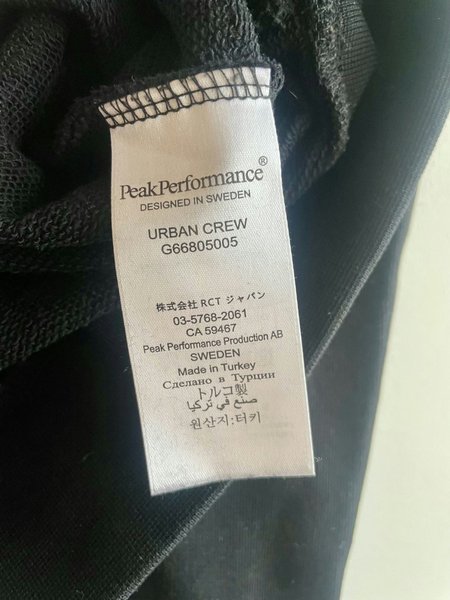 PeakPerformance®
DESIGNED IN SWEDEN
URBAN CREW
G66805005
株式会社 RCT ジャパン
03-5768-2061
CA 59467
Peak Performance Production AB
SWEDEN
Made in Turkey
Сделано в Турции
トルコ製
صنع في تركيا
원산지:터키